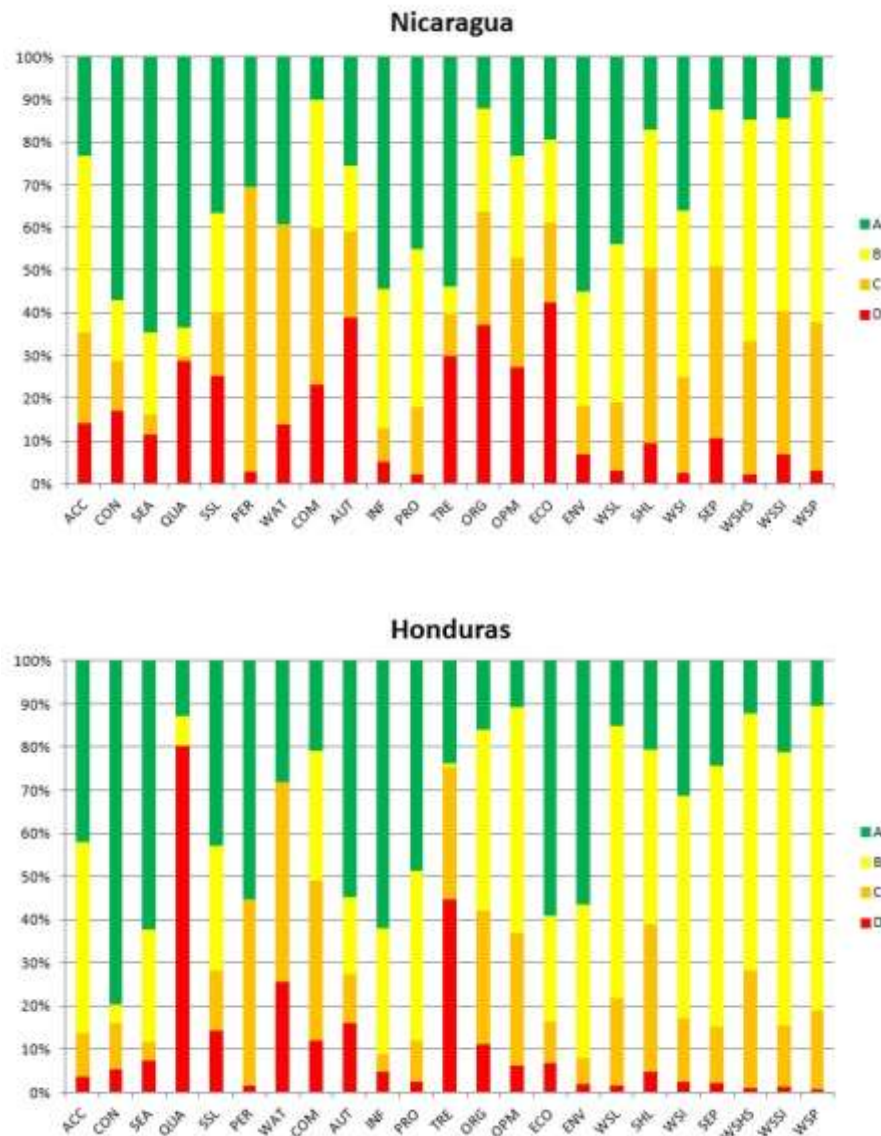 Nicaragua
100%
90%
80%
70%
60%
50%
40%
30%
20%
10%
0%
A
B
C
D
ACC CON SEA QUA SSL PER WAT COM AUT INF PRO TRE ORG OPM ECO ENV WSL SHL WSI SEP WSHS WSSI WSP
Honduras
100%
90%
80%
70%
60%
50%
40%
30%
20%
10%
0%
A
B
C
D
ACC CON SEA QUA SSL PER WAT COM AUT INF PRO TRE ORG OPM ECO ENV WSL SHL WSI SEP WSHS WSSI WSP